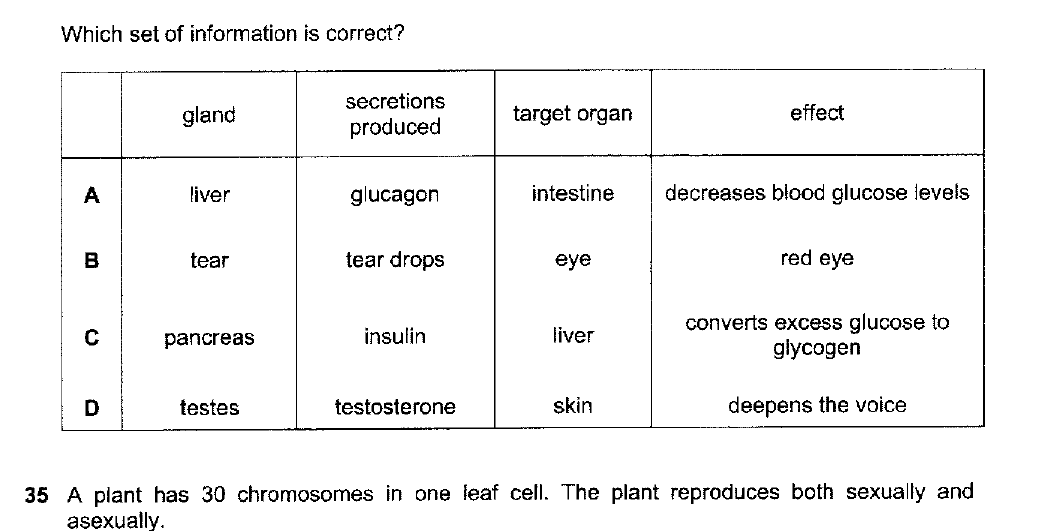 Which set of information is correct?
gland secretions produced target organ effect
A liver glucagon intestine decreases blood glucose levels
B tear tear drops eye red eye
C pancreas insulin liver converts excess glucose to glycogen
D testes testosterone skin deepens the voice
35 A plant has 30 chromosomes in one leaf cell. The plant reproduces both sexually and
asexually.